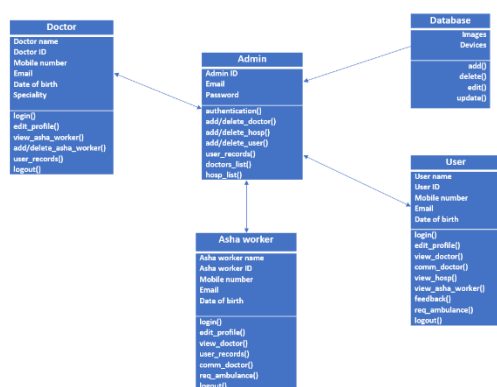 Doctor
Doctor name
Doctor ID
Mobile number
Email
Date of birth
Speciality
login()
edit_profile()
view_asha_worker()
add/delete_asha_worker()
user_records()
logout()
Admin
Admin ID
Email
Password
authentication()
add/delete_doctor()
add/delete_hosp()
add/delete_user()
user_records()
doctors_list()
hosp_list()
Database
Images
Devices
add()
delete()
edit()
update()
User
User name
User ID
Mobile number
Email
Date of birth
login()
edit_profile()
view_doctor()
comm_doctor()
view_hosp()
view_asha_worker()
feedback()
req_ambulance()
logout()
Asha worker
Asha worker name
Asha worker ID
Mobile number
Email
Date of birth
login()
edit_profile()
view_doctor()
user_records()
comm_doctor()
req_ambulance()
logout()